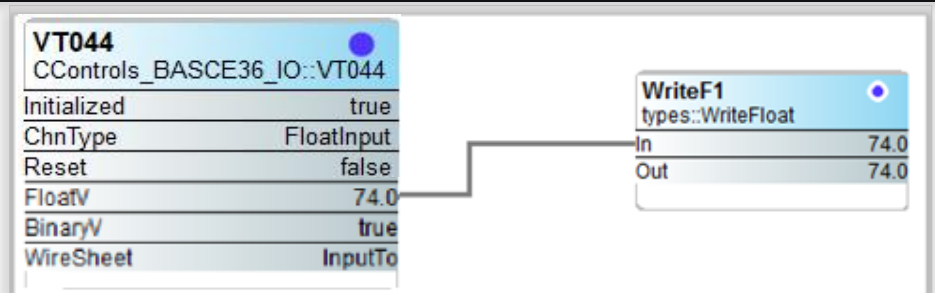 VT044
CControls_BASCE36_IO::VT044
Initialized true
ChnType FloatInput
Reset false
FloatV 74.0
BinaryV true
WireSheet InputTo
WriteF1
types::WriteFloat
In 74.0
Out 74.0